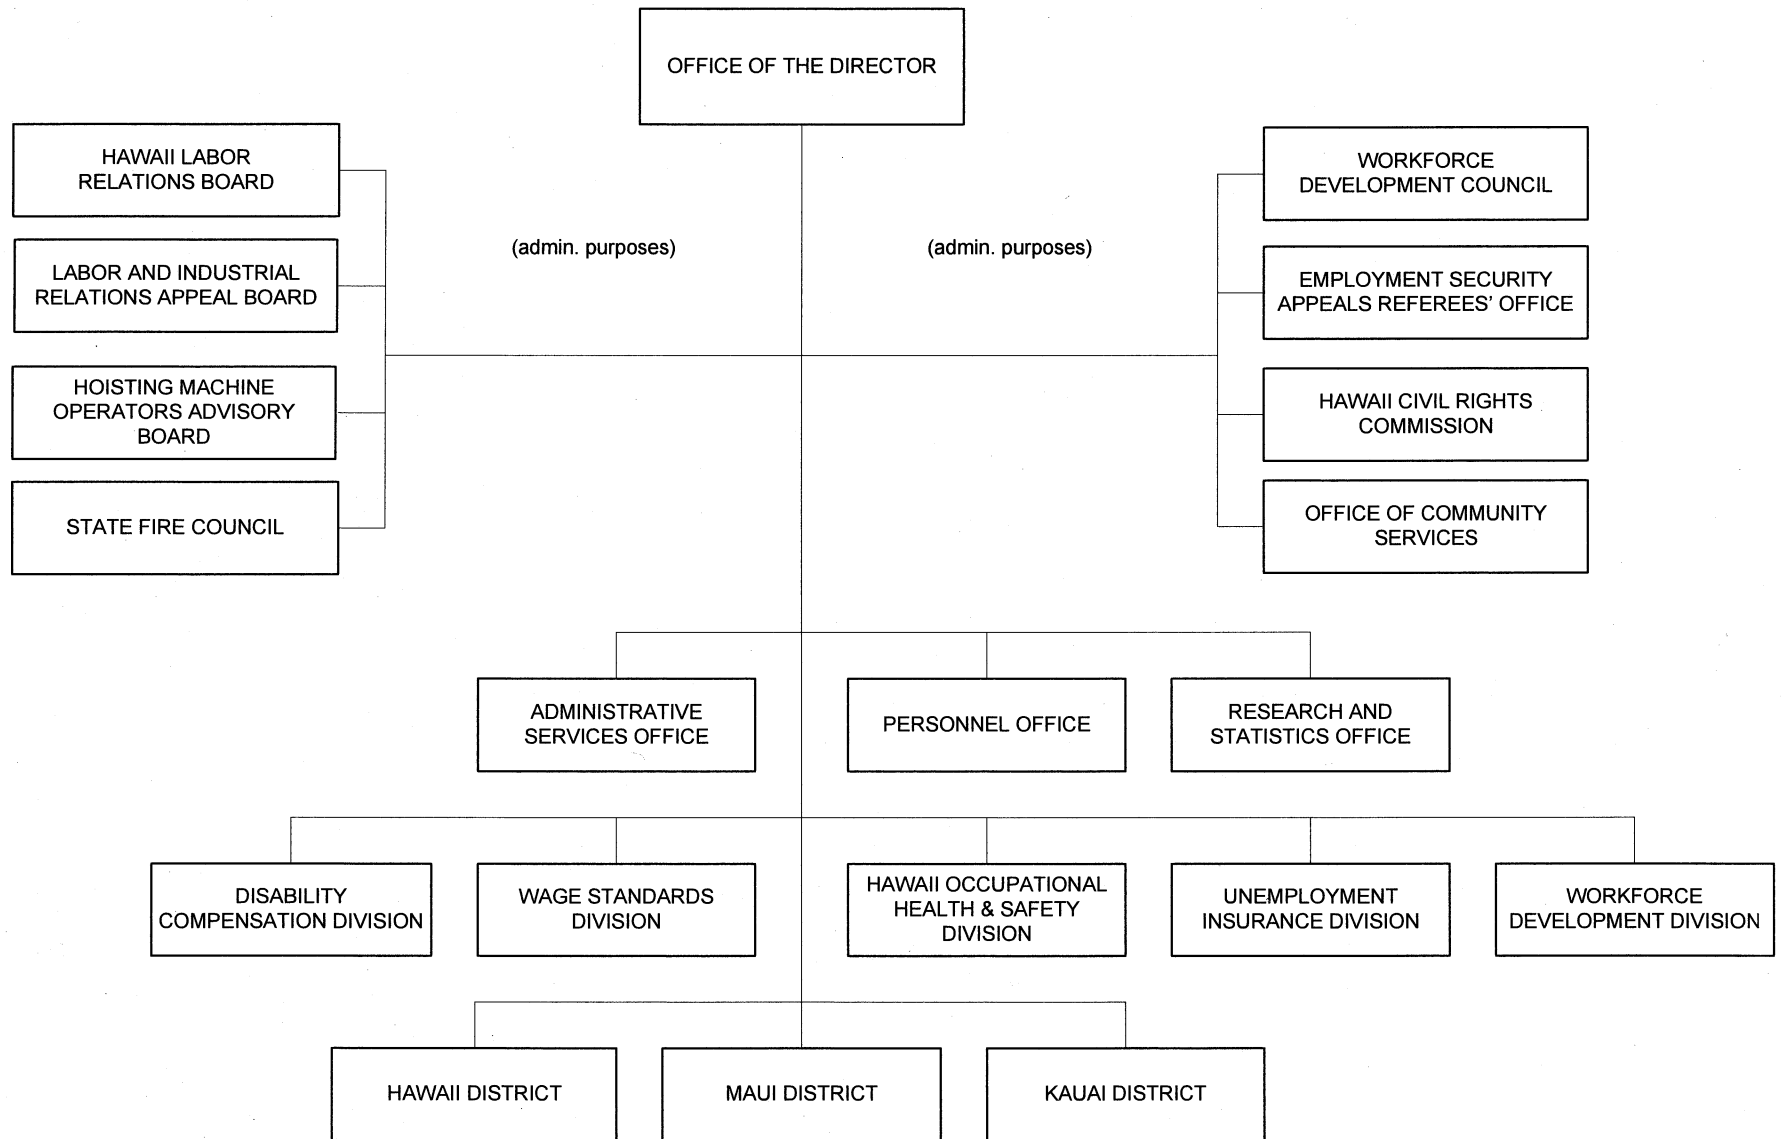 OFFICE OF THE DIRECTOR
HAWAII LABOR
RELATIONS BOARD
LABOR AND INDUSTRIAL
RELATIONS APPEAL BOARD
HOISTING MACHINE
OPERATORS ADVISORY
BOARD
STATE FIRE COUNCIL
(admin. purposes)
(admin. purposes)
WORKFORCE
DEVELOPMENT COUNCIL
EMPLOYMENT SECURITY
APPEALS REFEREES’ OFFICE
HAWAII CIVIL RIGHTS
COMMISSION
OFFICE OF COMMUNITY
SERVICES
ADMINISTRATIVE
SERVICES OFFICE
PERSONNEL OFFICE
RESEARCH AND
STATISTICS OFFICE
DISABILITY
COMPENSATION DIVISION
WAGE STANDARDS
DIVISION
HAWAII OCCUPATIONAL
HEALTH & SAFETY
DIVISION
UNEMPLOYMENT
INSURANCE DIVISION
WORKFORCE
DEVELOPMENT DIVISION
HAWAII DISTRICT
MAUI DISTRICT
KAUAI DISTRICT